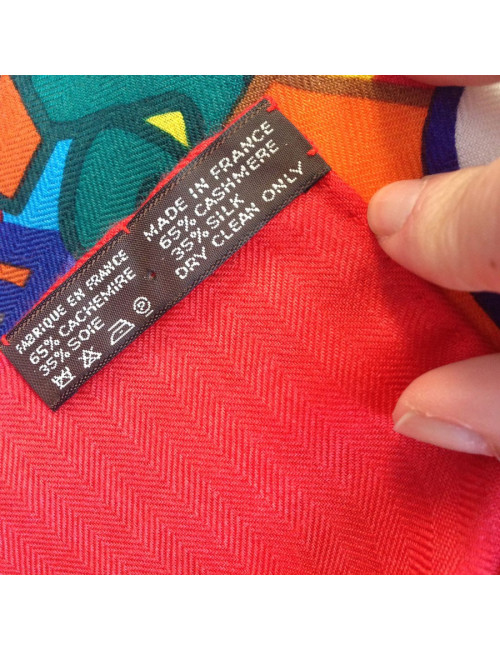 FABRIQUE EN FRANCE
65% CACHEMIRE
35% SOIE
MADE IN FRANCE
65% CASHMERE
35% SILK
DRY CLEAN ONLY